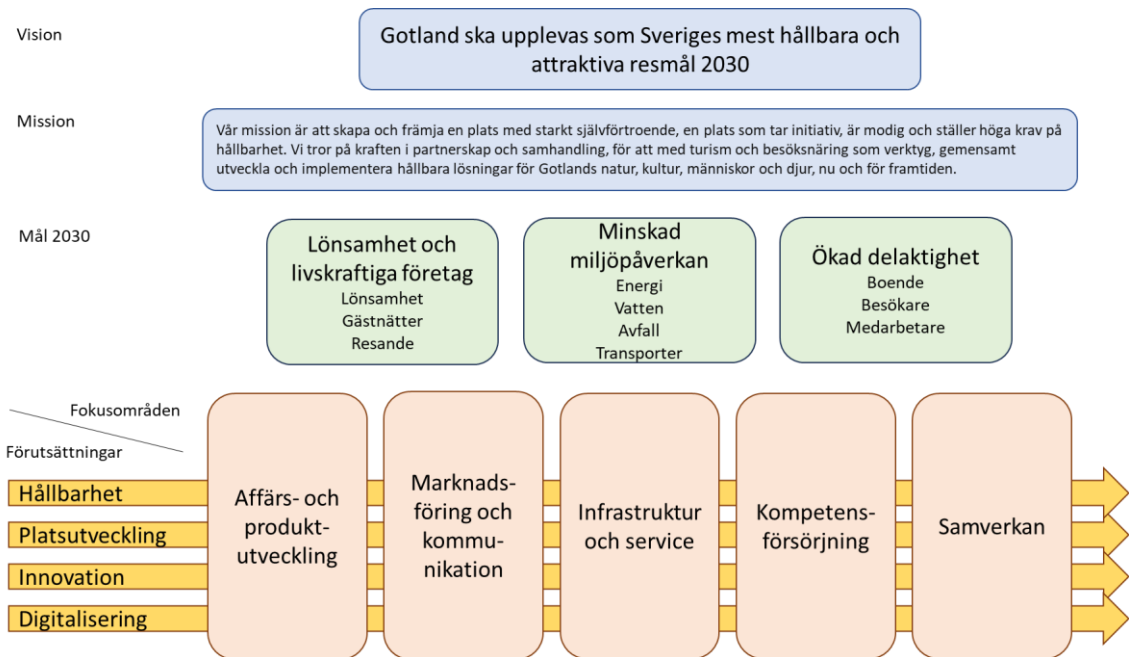 Vision
Gotland ska upplevas som Sveriges mest hållbara och
attraktiva resmål 2030
Mission
Vår mission är att skapa och främja en plats med starkt självförtroende, en plats som tar initiativ, är modig och ställer höga krav på
hållbarhet. Vi tror på kraften i partnerskap och samhandling, för att med turism och besöksnäring som verktyg, gemensamt
utveckla och implementera hållbara lösningar för Gotlands natur, kultur, människor och djur, nu och för framtiden.
Mål 2030
Lönsamhet och
livskraftiga företag
Lönsamhet
Gästnätter
Resande
Minskad
miljöpåverkan
Energi
Vatten
Avfall
Transporter
Ökad delaktighet
Boende
Besökare
Medarbetare
Fokusområden
Förutsättningar
Hållbarhet
Platsutveckling
Innovation
Digitalisering
Affärs- och
produkt-
utveckling
Marknads-
föring och
kommu-
nikation
Infrastruktur
och service
Kompetens-
försörjning
Samverkan